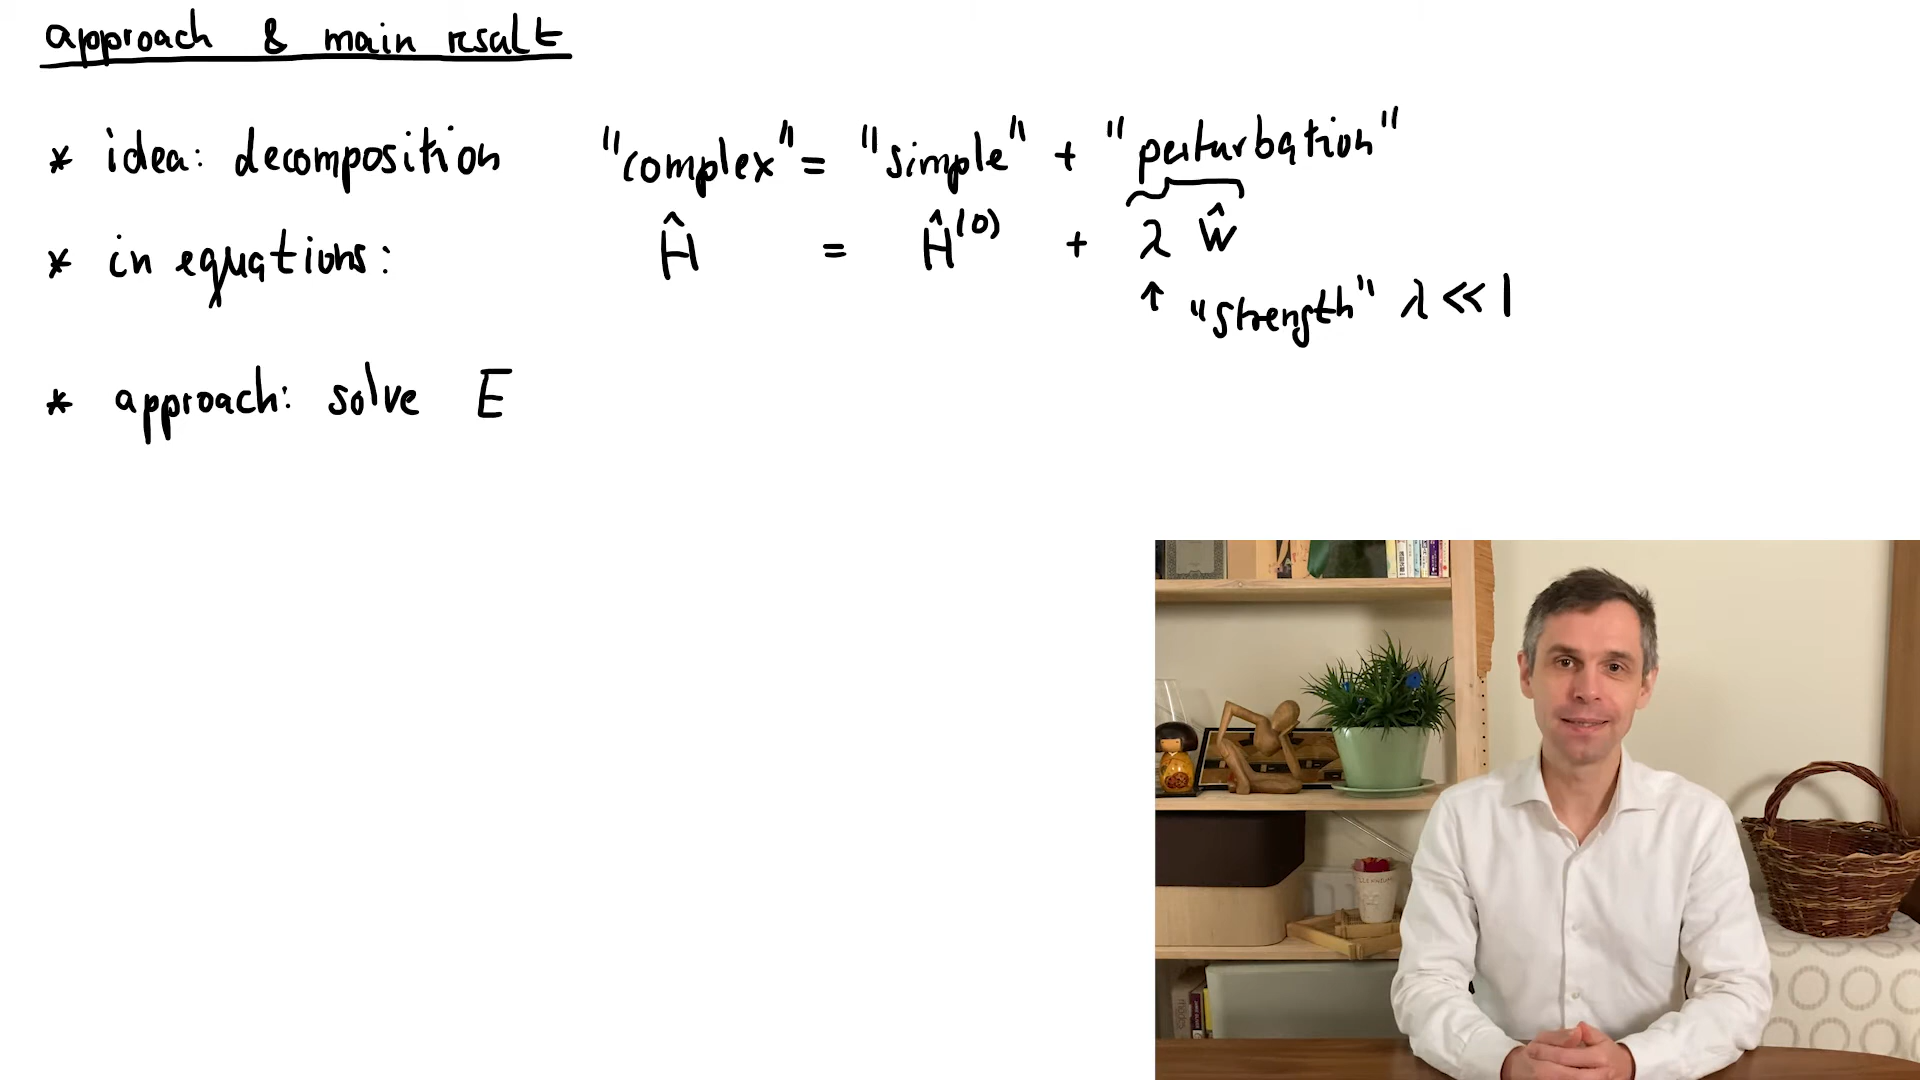 approach & main result
* idea: decomposition "complex" = "simple" + "perturbation"
* in equations: Ĥ = Ĥ⁽⁰⁾ + λ Ŵ
↑ "strength" λ << 1
* approach: solve E